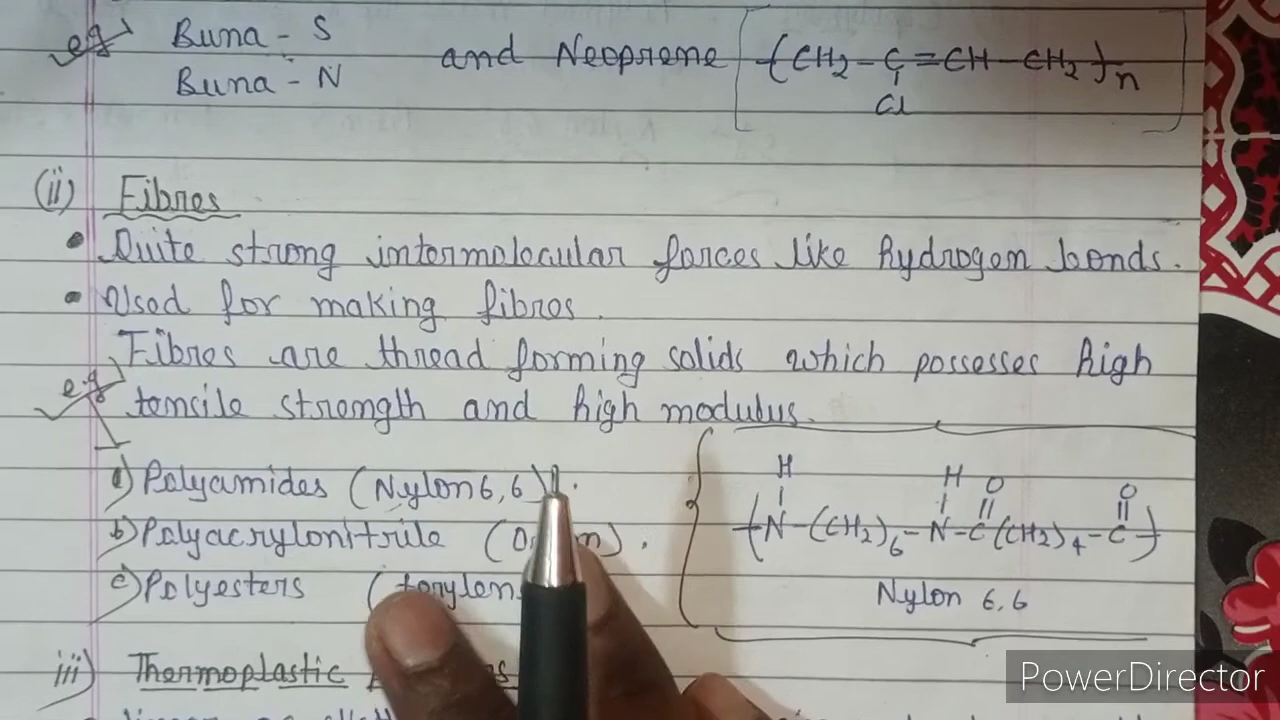 eg Buna - S
Buna - N and Neoprene [ -( CH2 - C = CH - CH2 )-n ]
Cl
(ii) Fibres
• Quite strong intermolecular forces like hydrogen bonds.
• Used for making fibres.
Fibres are thread forming solids which possesses high
eg tensile strength and high modulus.
a) Polyamides (Nylon 6,6).
b) Polyacrylonitrile
c) Polyesters (terylen
H H O O
-( N - (CH2)6 - N - C (CH2)4 - C )-
Nylon 6,6
iii) Thermoplastic
PowerDirector